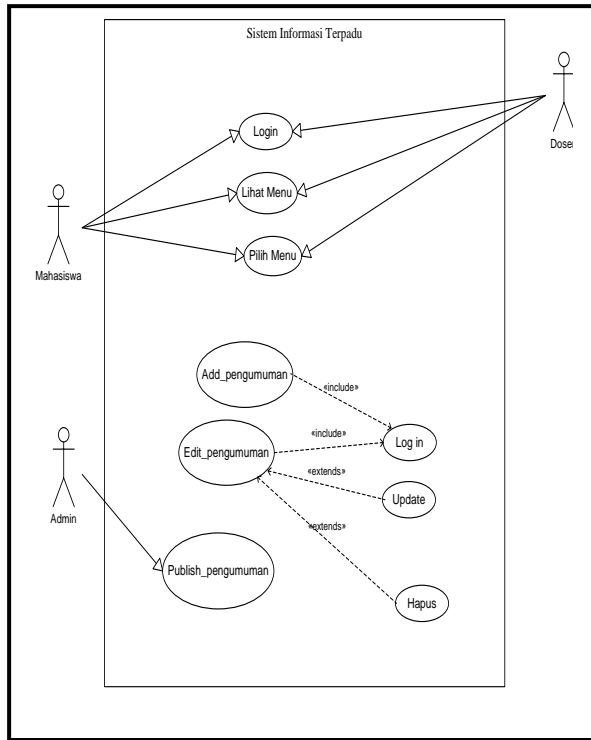 Sistem Informasi Terpadu
Login
Dosen
Lihat Menu
Pilih Menu
Mahasiswa
Add_pengumuman
«include»
«include»
Edit_pengumuman
Log in
«extends»
Update
Admin
«extends»
Publish_pengumuman
Hapus